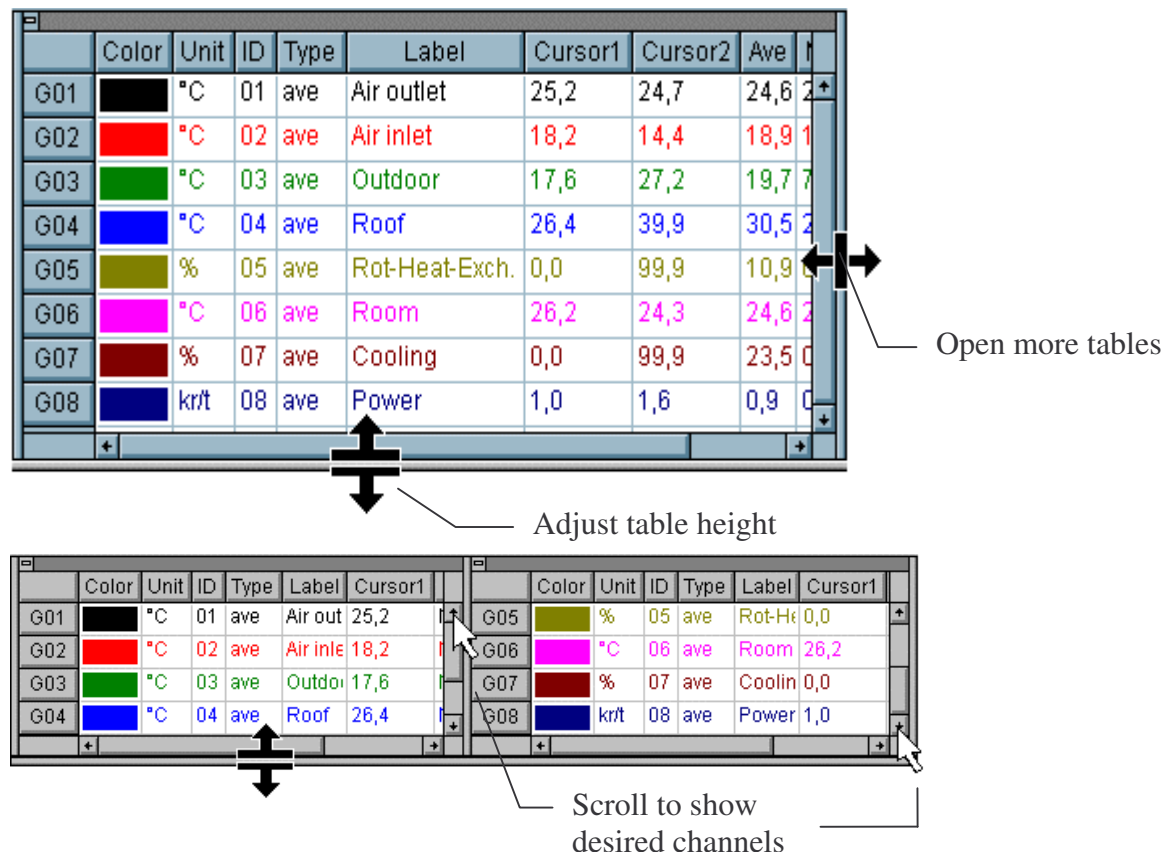 Color Unit ID Type Label Cursor1 Cursor2 Ave
G01 °C 01 ave Air outlet 25,2 24,7 24,6 2
G02 °C 02 ave Air inlet 18,2 14,4 18,9 1
G03 °C 03 ave Outdoor 17,6 27,2 19,7 7
G04 °C 04 ave Roof 26,4 39,9 30,5 2
G05 % 05 ave Rot-Heat-Exch. 0,0 99,9 10,9
G06 °C 06 ave Room 26,2 24,3 24,6 2
G07 % 07 ave Cooling 0,0 99,9 23,5 0
G08 kr/t 08 ave Power 1,0 1,6 0,9 0
Open more tables
Adjust table height
Color Unit ID Type Label Cursor1
G01 °C 01 ave Air out 25,2
G02 °C 02 ave Air inle 18,2
G03 °C 03 ave Outdo 17,6
G04 °C 04 ave Roof 26,4
Color Unit ID Type Label Cursor1
G05 % 05 ave Rot-He 0,0
G06 °C 06 ave Room 26,2
G07 % 07 ave Coolin 0,0
G08 kr/t 08 ave Power 1,0
Scroll to show
desired channels